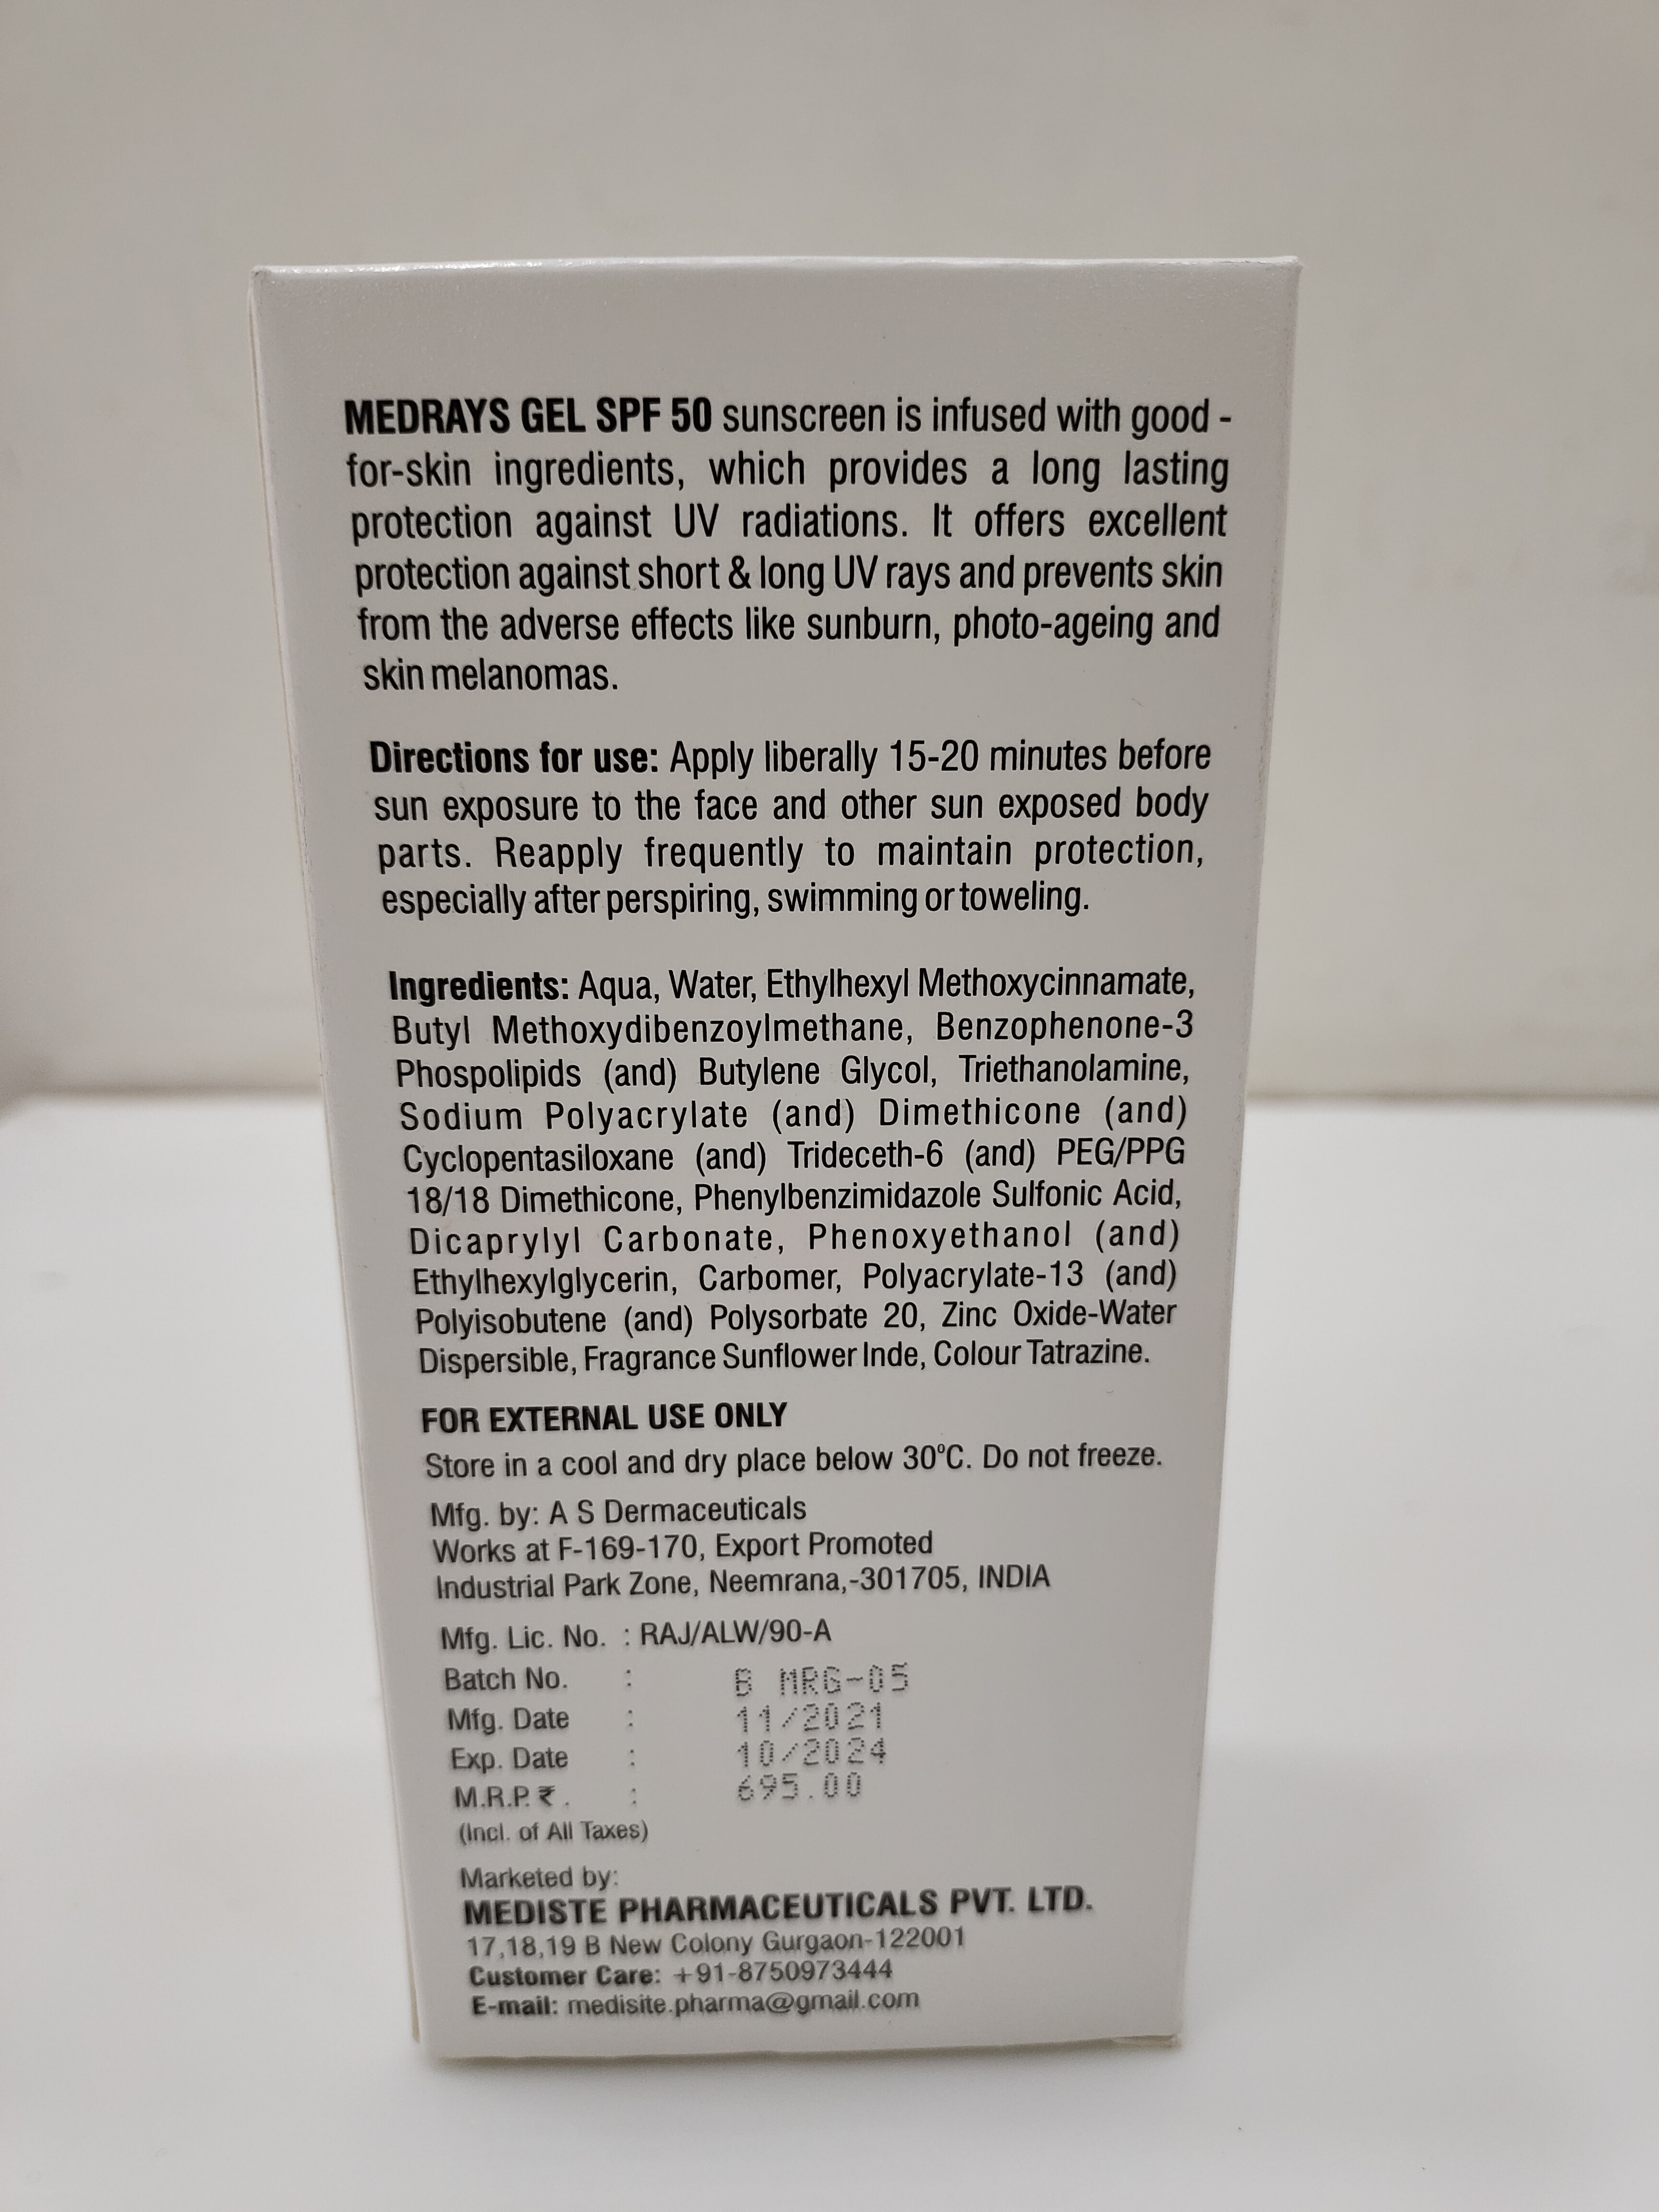 MEDRAYS GEL SPF 50 sunscreen is infused with good -
for-skin ingredients, which provides a long lasting
protection against UV radiations. It offers excellent
protection against short & long UV rays and prevents skin
from the adverse effects like sunburn, photo-ageing and
skin melanomas.
Directions for use: Apply liberally 15-20 minutes before
sun exposure to the face and other sun exposed body
parts. Reapply frequently to maintain protection,
especially after perspiring, swimming or toweling.
Ingredients: Aqua, Water, Ethylhexyl Methoxycinnamate,
Butyl Methoxydibenzoylmethane, Benzophenone-3
Phospolipids (and) Butylene Glycol, Triethanolamine,
Sodium Polyacrylate (and) Dimethicone (and)
Cyclopentasiloxane (and) Trideceth-6 (and) PEG/PPG
18/18 Dimethicone, Phenylbenzimidazole Sulfonic Acid,
Dicaprylyl Carbonate, Phenoxyethanol (and)
Ethylhexylglycerin, Carbomer, Polyacrylate-13 (and)
Polyisobutene (and) Polysorbate 20, Zinc Oxide-Water
Dispersible, Fragrance Sunflower Inde, Colour Tatrazine.
FOR EXTERNAL USE ONLY
Store in a cool and dry place below 30°C. Do not freeze.
Mfg. by: A S Dermaceuticals
Works at F-169-170, Export Promoted
Industrial Park Zone, Neemrana,-301705, INDIA
Mfg. Lic. No. : RAJ/ALW/90-A
Batch No. : B MRG-05
Mfg. Date : 11/2021
Exp. Date : 10/2024
M.R.P. ₹ . : 695.00
(Incl. of All Taxes)
Marketed by:
MEDISTE PHARMACEUTICALS PVT. LTD.
17,18,19 B New Colony Gurgaon-122001
Customer Care: +91-8750973444
E-mail: medisite.pharma@gmail.com